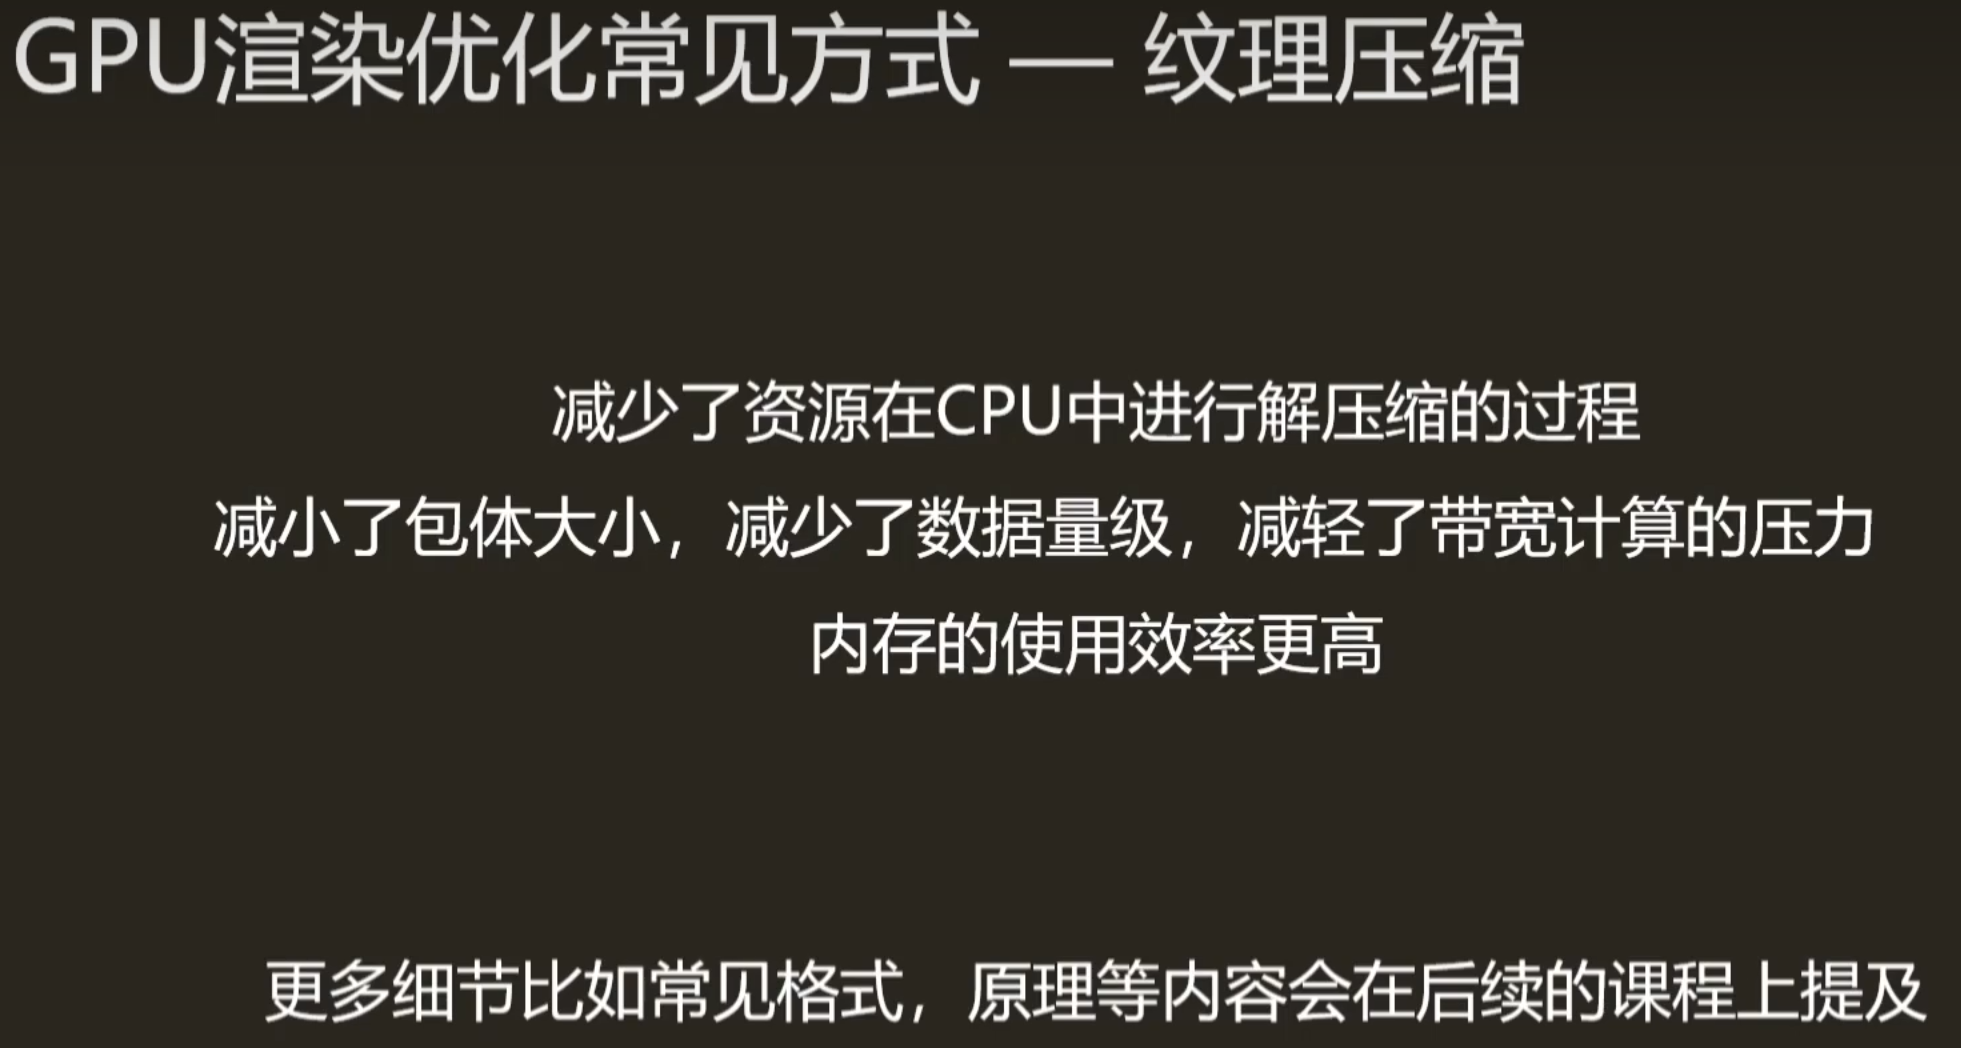 GPU渲染优化常见方式 — 纹理压缩
减少了资源在CPU中进行解压缩的过程
减小了包体大小，减少了数据量级，减轻了带宽计算的压力
内存的使用效率更高
更多细节比如常见格式，原理等内容会在后续的课程上提及